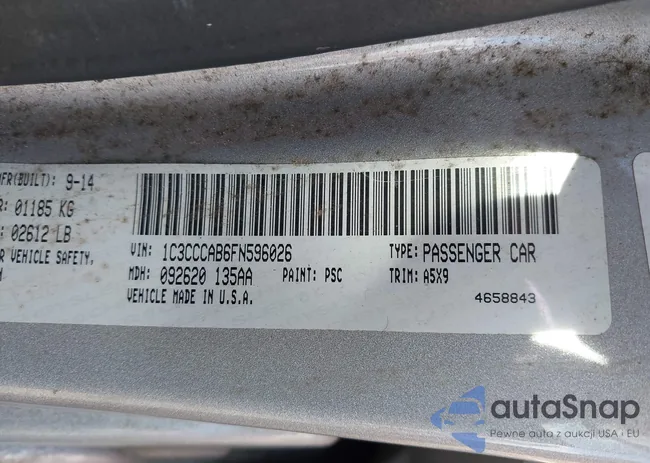 MFR(BUILT): 9-14
R: 01185 KG
: 02612 LB
R VEHICLE SAFETY,
VIN: 1C3CCCAB6FN596026
TYPE: PASSENGER CAR
MDH: 092620 135AA
PAINT: PSC
TRIM: A5X9
VEHICLE MADE IN U.S.A.
4658843
autaSnap
Pewne auta z aukcji USA i EU